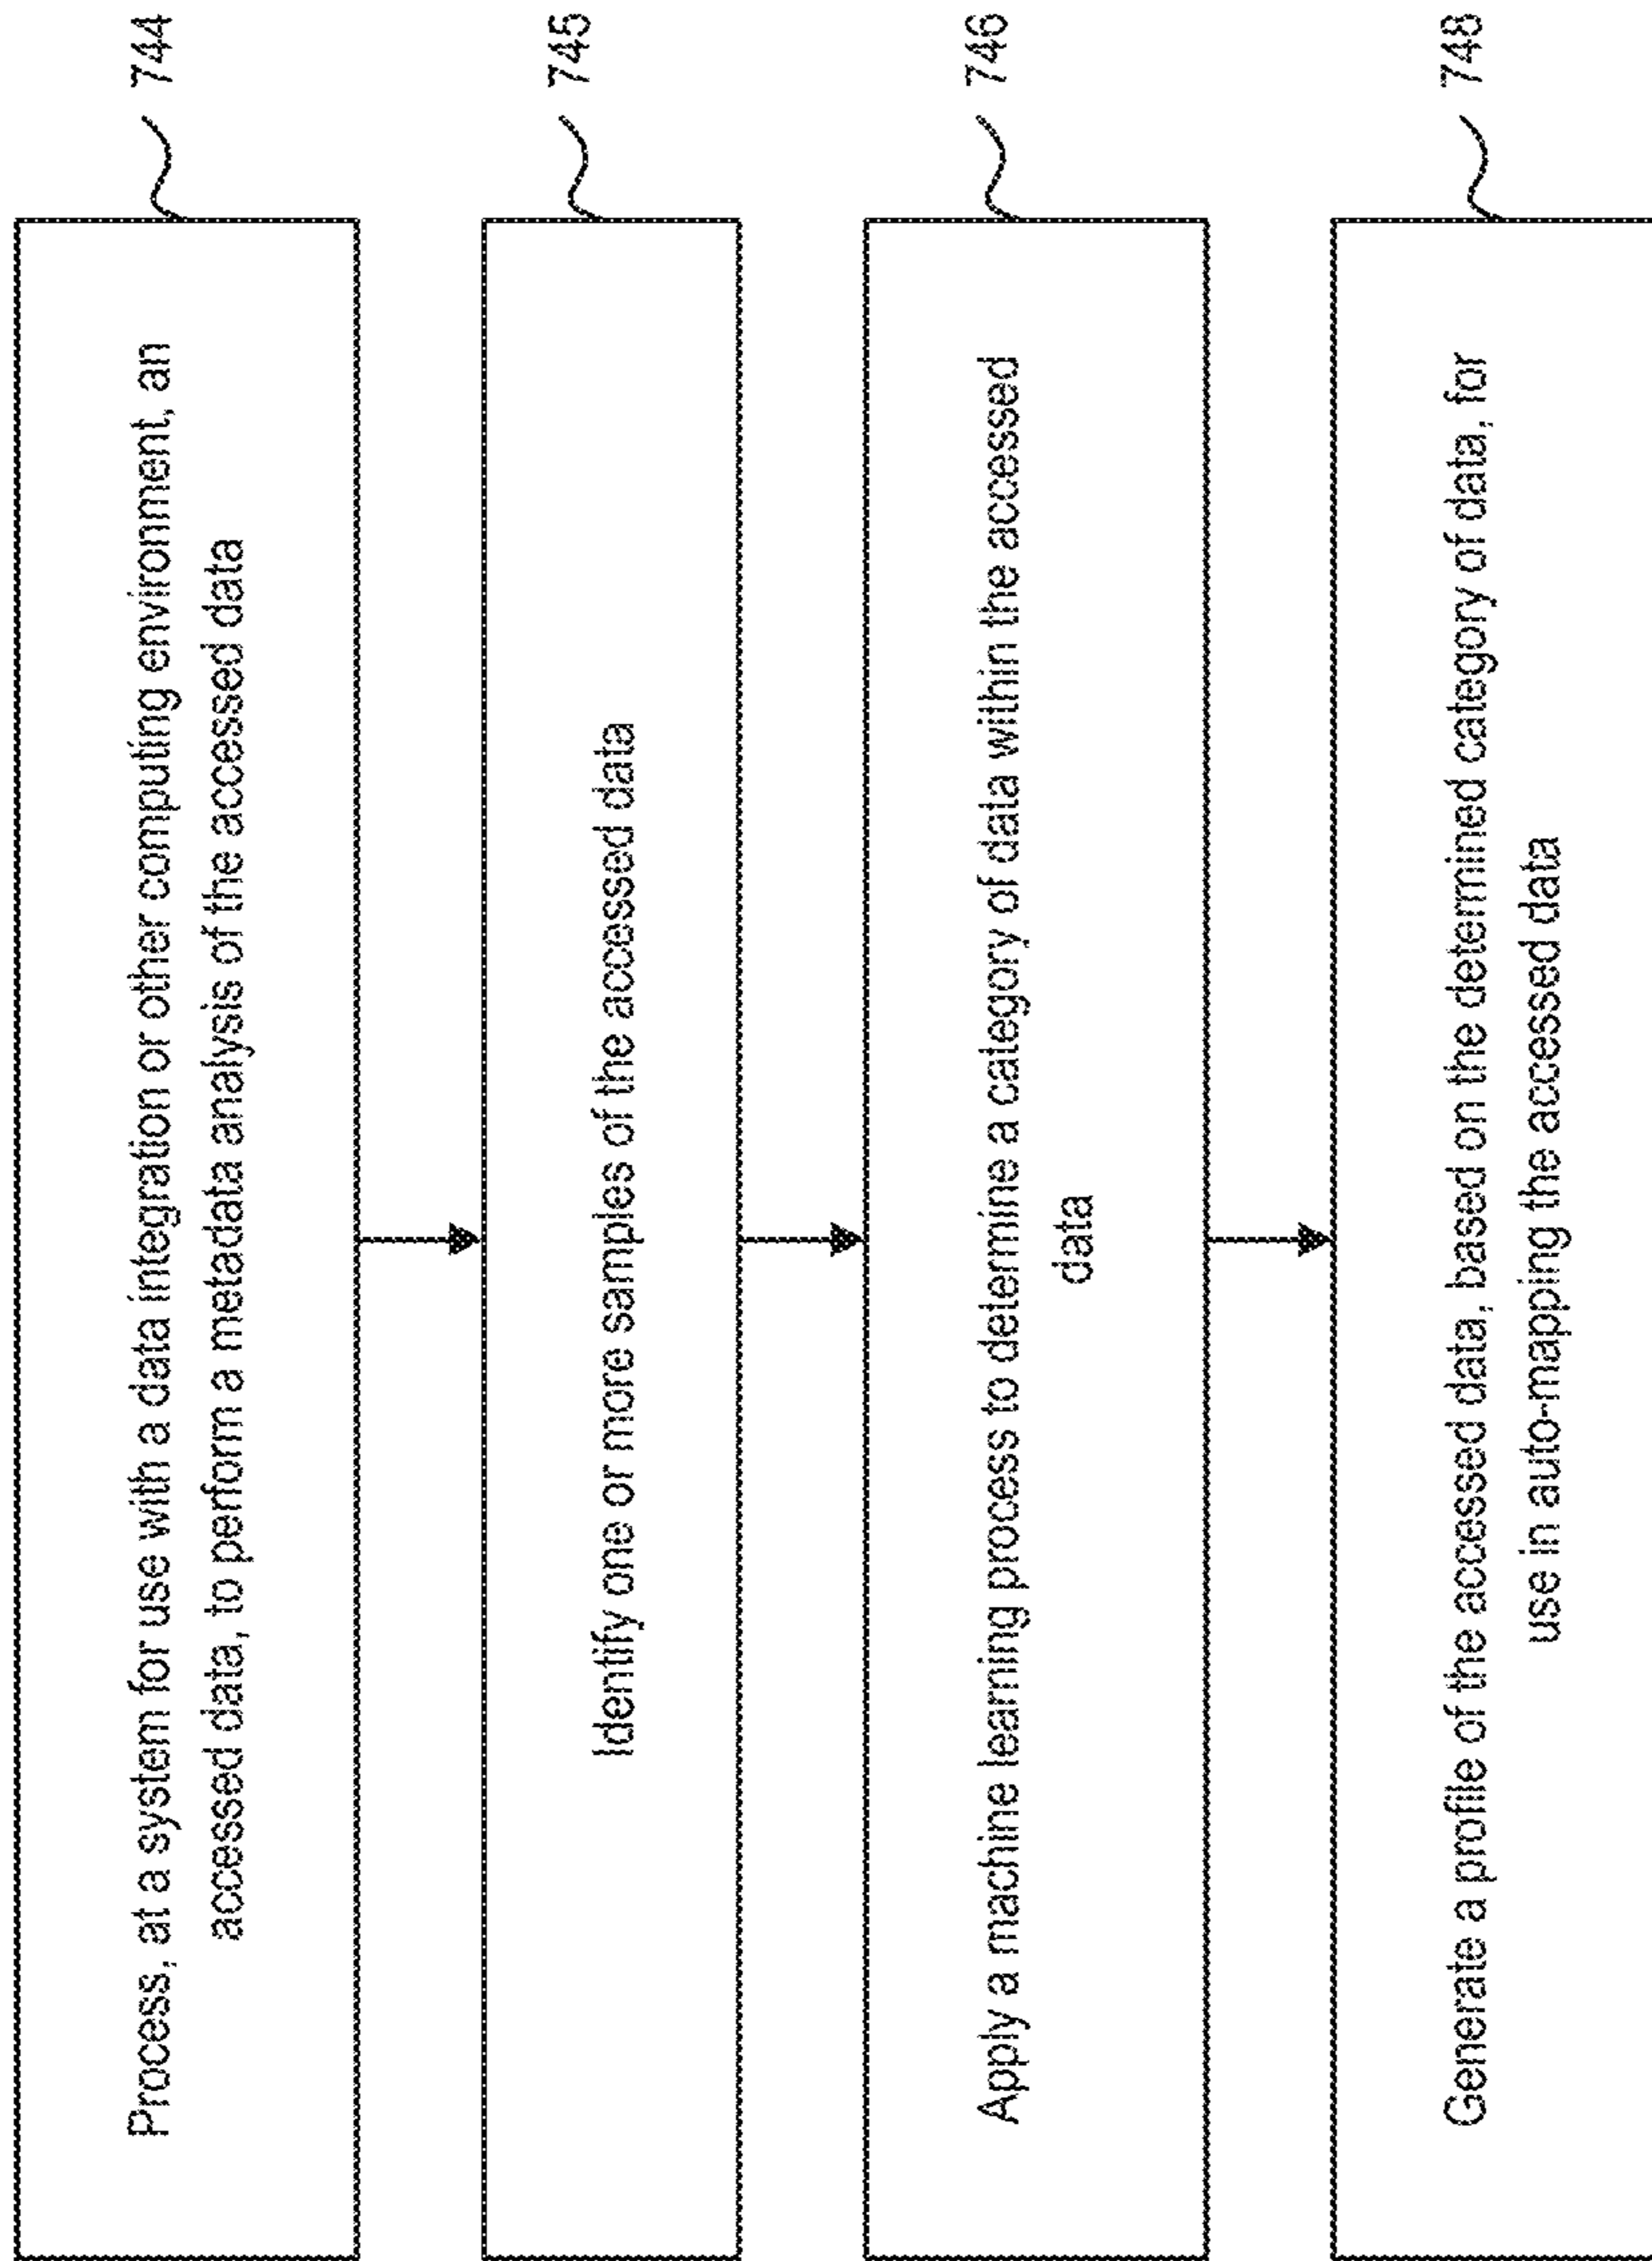 Process, at a system for use with a data integration or other computing environment, an
accessed data, to perform a metadata analysis of the accessed data
744
Identify one or more samples of the accessed data
745
Apply a machine learning process to determine a category of data within the accessed
data
746
Generate a profile of the accessed data, based on the determined category of data, for
use in auto-mapping the accessed data
748